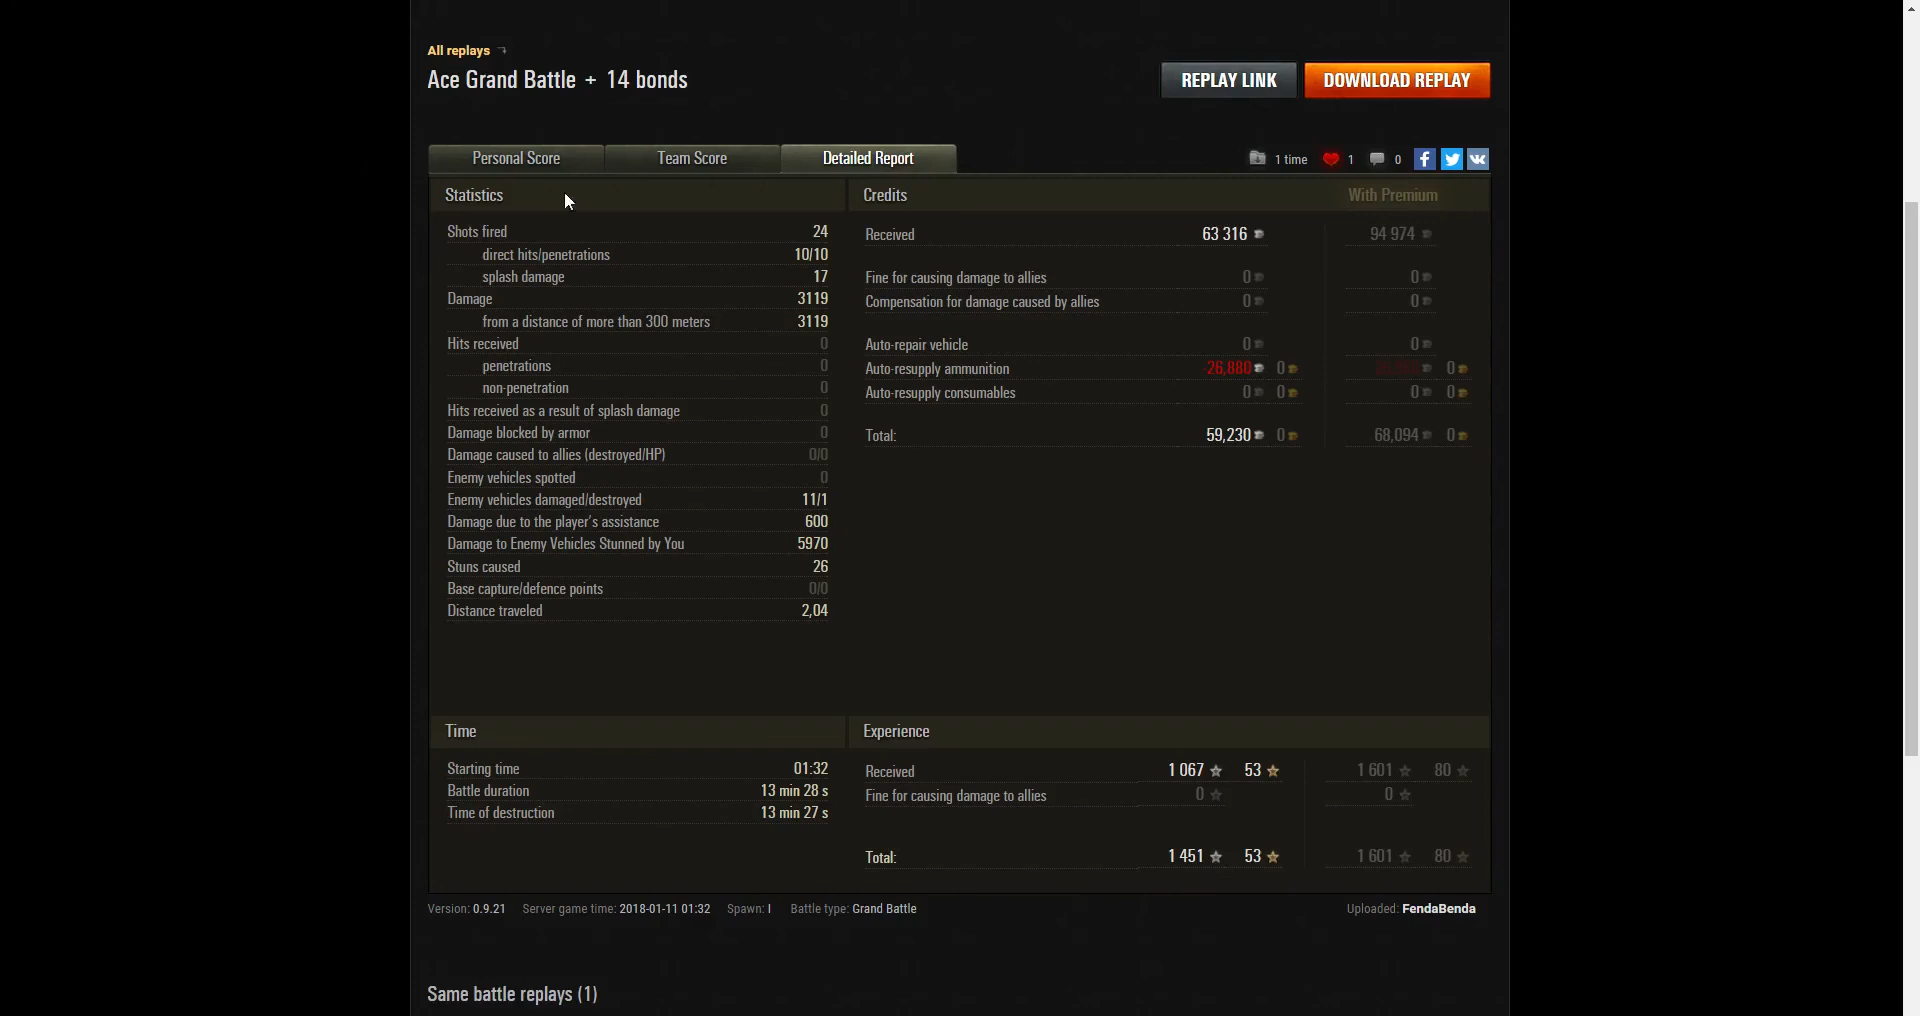 All replays
Ace Grand Battle + 14 bonds
REPLAY LINK
DOWNLOAD REPLAY
Personal Score
Team Score
Detailed Report
1 time
1
0
Statistics
Shots fired 24
direct hits/penetrations 10/10
splash damage 17
Damage 3119
from a distance of more than 300 meters 3119
Hits received 0
penetrations 0
non-penetration 0
Hits received as a result of splash damage 0
Damage blocked by armor 0
Damage caused to allies (destroyed/HP) 0/0
Enemy vehicles spotted 0
Enemy vehicles damaged/destroyed 11/1
Damage due to the player's assistance 600
Damage to Enemy Vehicles Stunned by You 5970
Stuns caused 26
Base capture/defence points 0/0
Distance traveled 2,04
Credits With Premium
Received 63 316 94 974
Fine for causing damage to allies 0 0
Compensation for damage caused by allies 0 0
Auto-repair vehicle 0 0
Auto-resupply ammunition -26,880 0 0
Auto-resupply consumables 0 0 0 0
Total: 59,230 0 68,094 0
Time
Starting time 01:32
Battle duration 13 min 28 s
Time of destruction 13 min 27 s
Experience
Received 1 067 53 1 601 80
Fine for causing damage to allies 0 0
Total: 1 451 53 1 601 80
Version: 0.9.21 Server game time: 2018-01-11 01:32 Spawn: I Battle type: Grand Battle Uploaded: FendaBenda
Same battle replays (1)